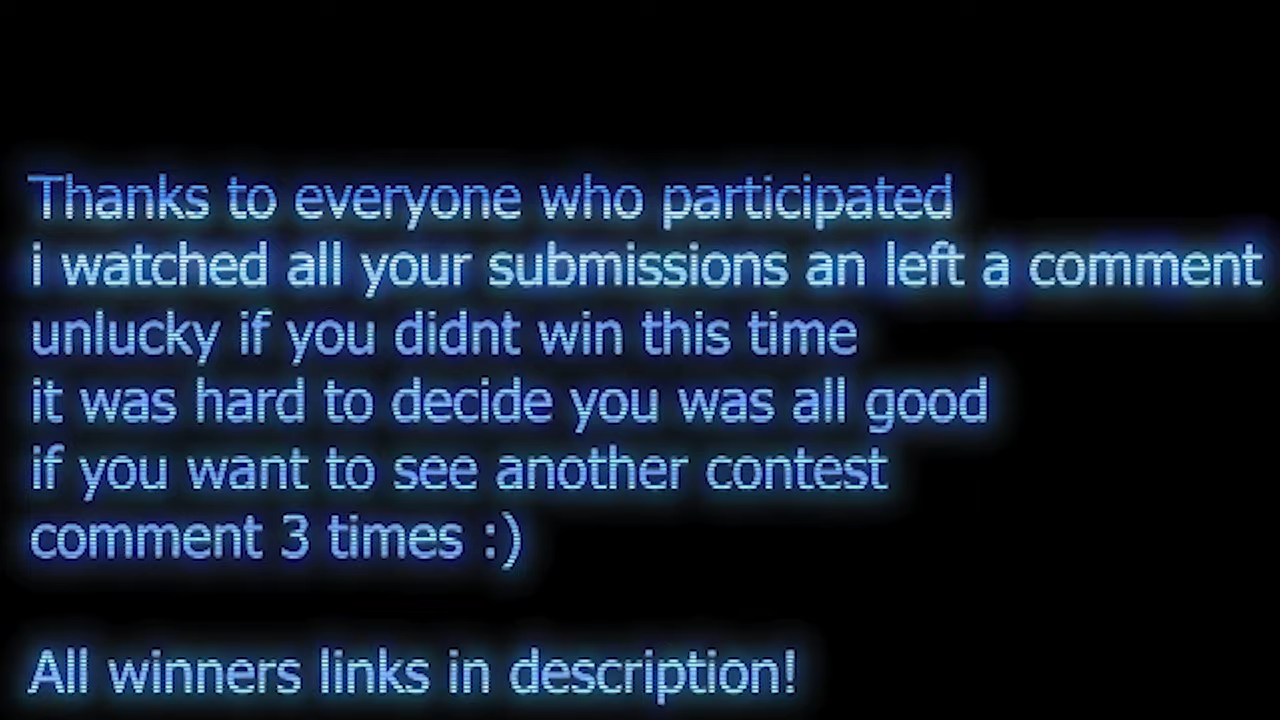 Thanks to everyone who participated
i watched all your submissions an left a comment
unlucky if you didnt win this time
it was hard to decide you was all good
if you want to see another contest
comment 3 times :)
All winners links in description!